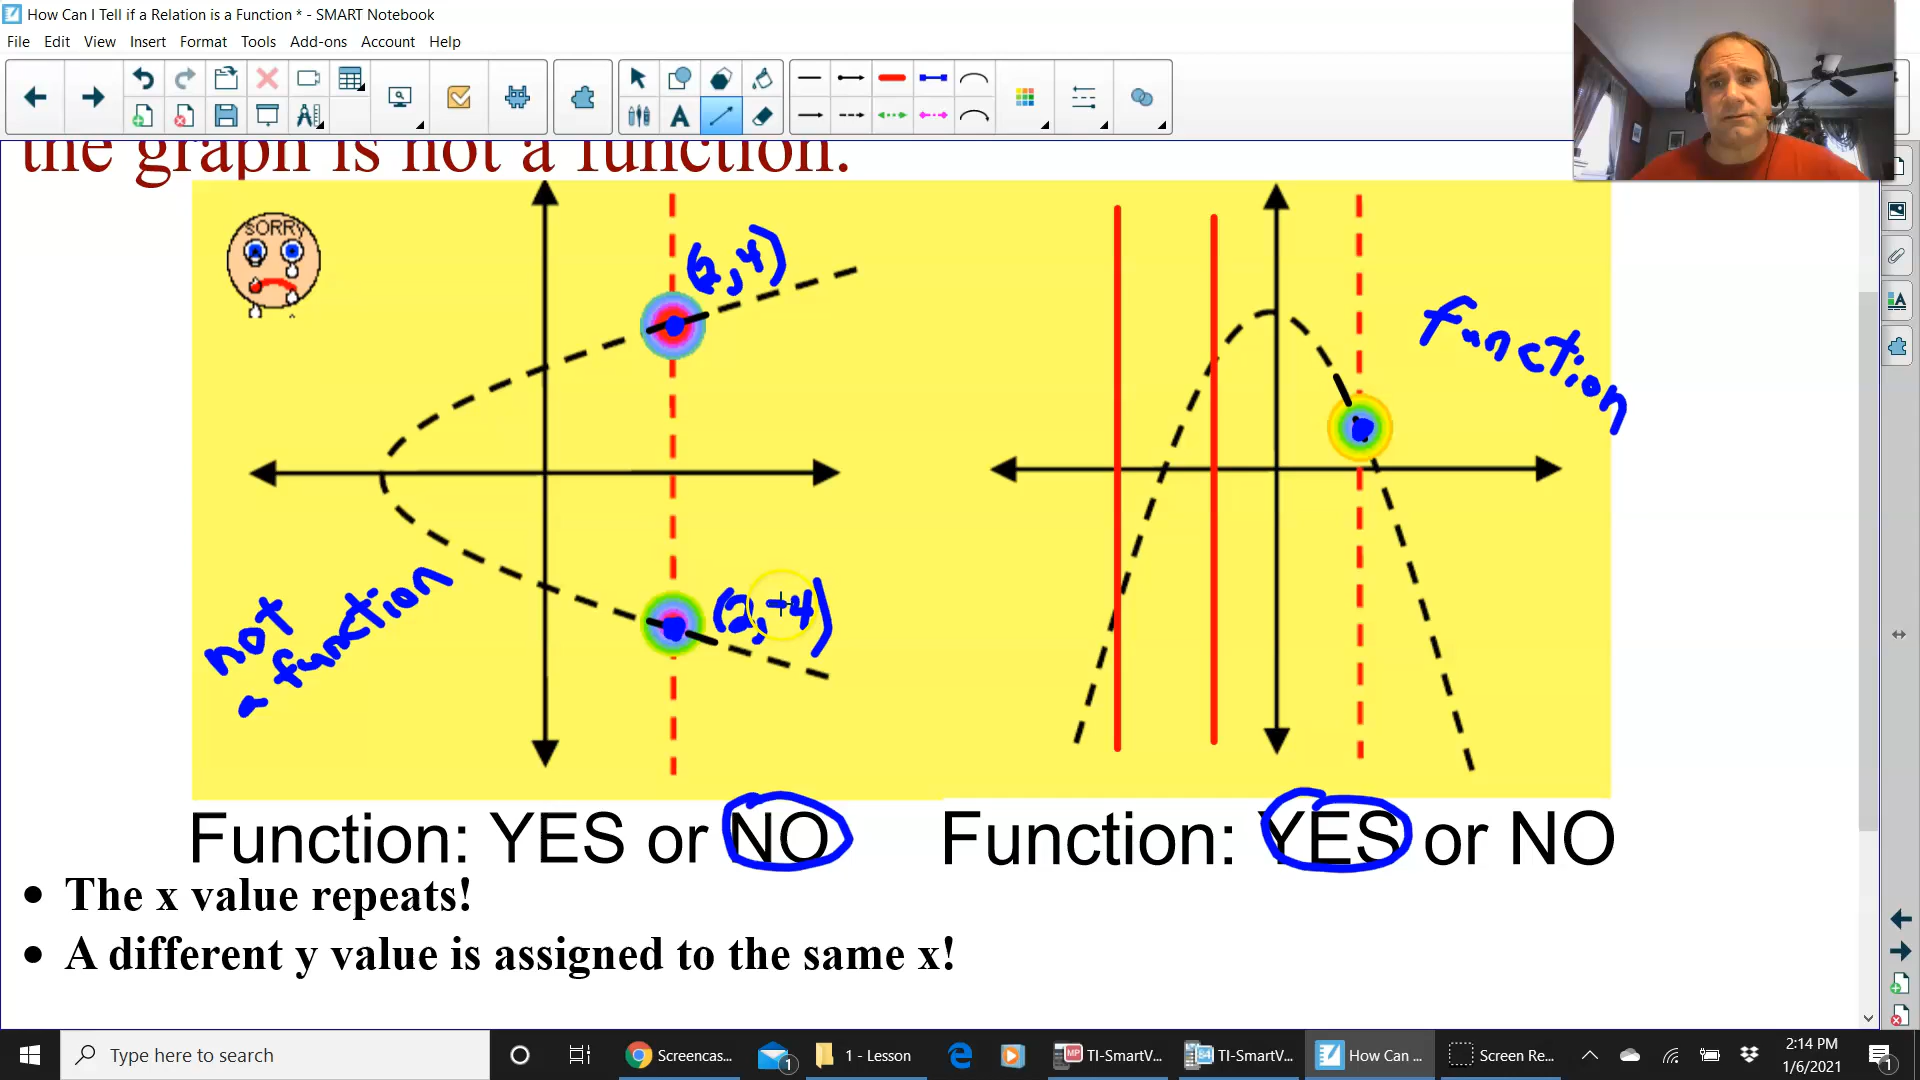 How Can I Tell if a Relation is a Function * - SMART Notebook
File Edit View Insert Format Tools Add-ons Account Help
the graph is not a function.
SORRY
(2,4)
function
(2,-4)
not
a function
Function: YES or NO Function: YES or NO
• The x value repeats!
• A different y value is assigned to the same x!
Type here to search
1
Screencas...
1 - Lesson
TI-SmartV...
TI-SmartV...
How Can ...
Screen Re...
2:14 PM
1/6/2021
1